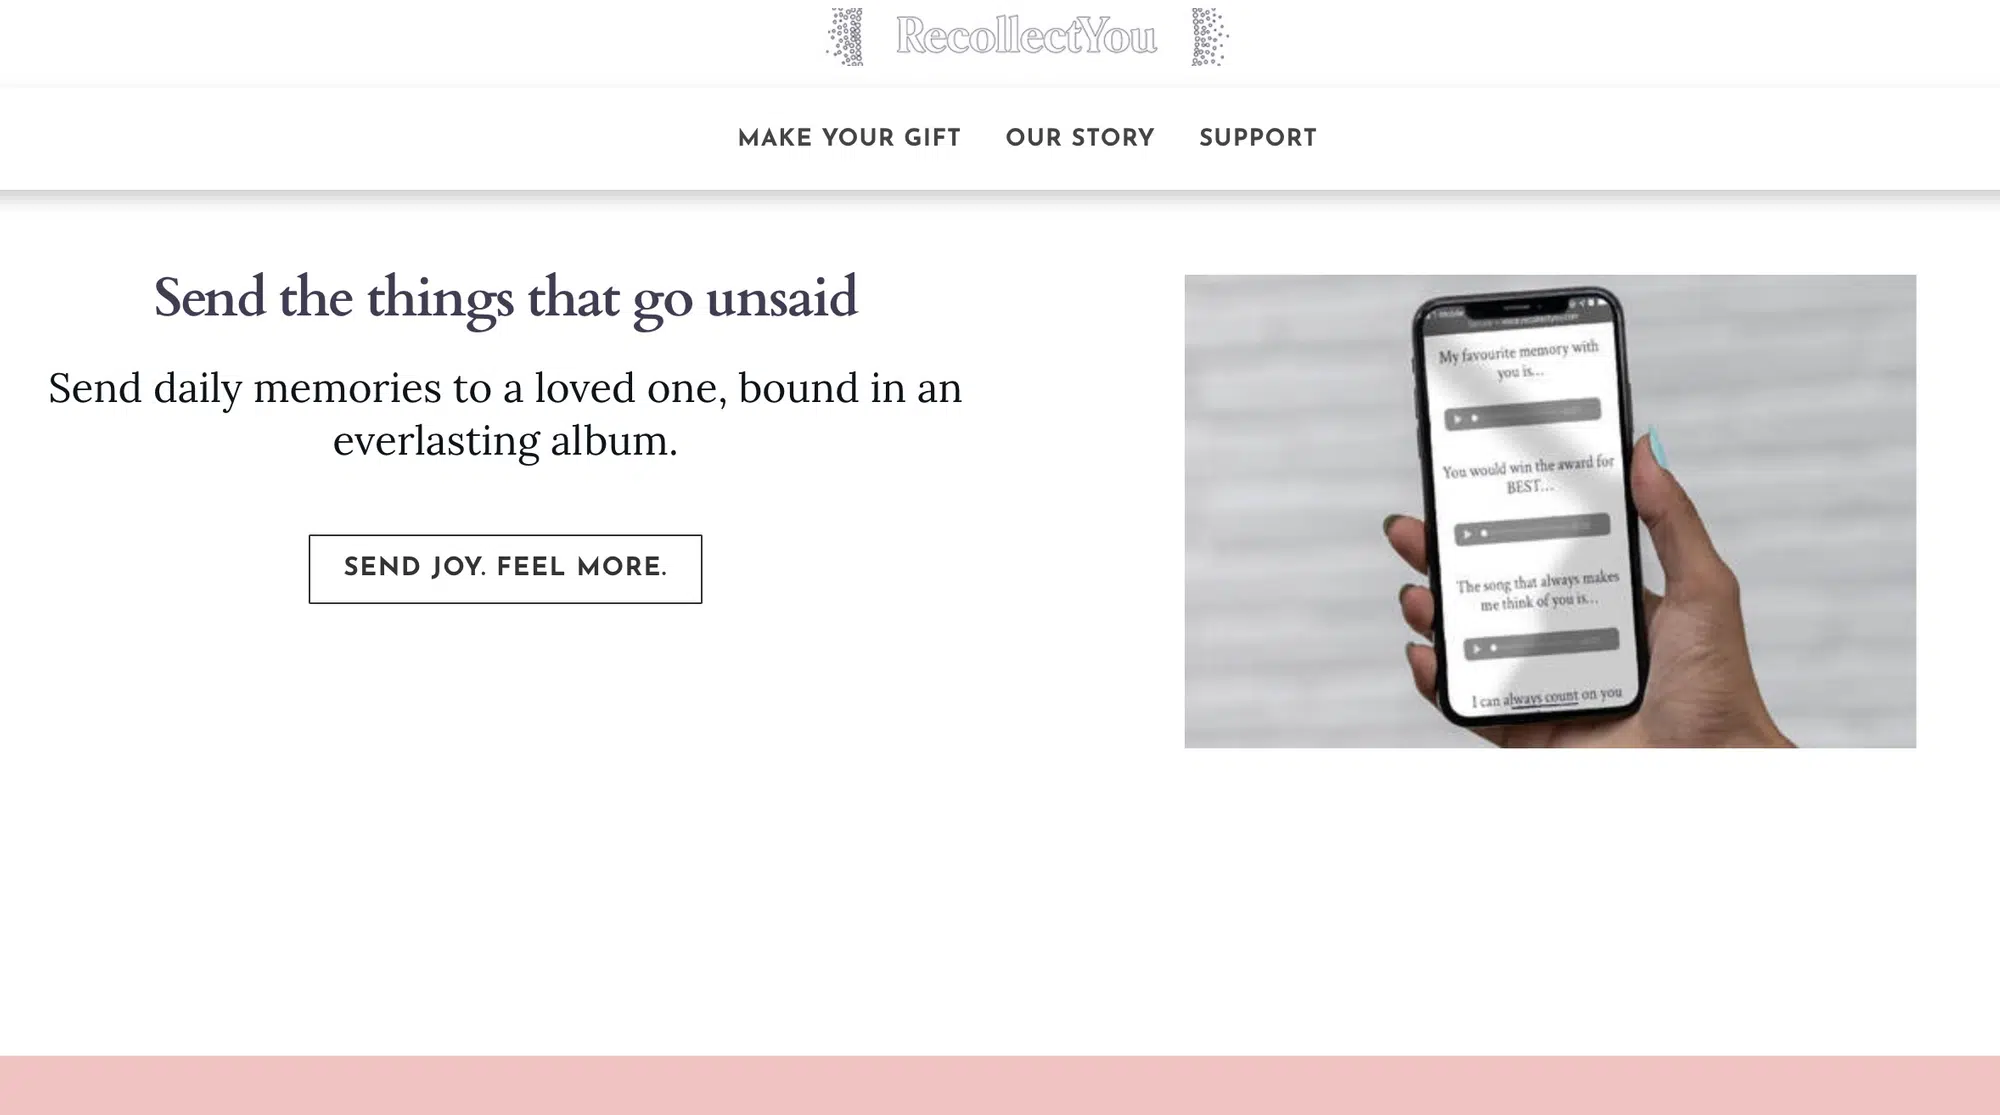 RecollectYou
MAKE YOUR GIFT OUR STORY SUPPORT
Send the things that go unsaid
Send daily memories to a loved one, bound in an
everlasting album.
SEND JOY. FEEL MORE.
My favourite memory with
you is...
You would win the award for
BEST...
The song that always makes
me think of you is...
I can always count on you